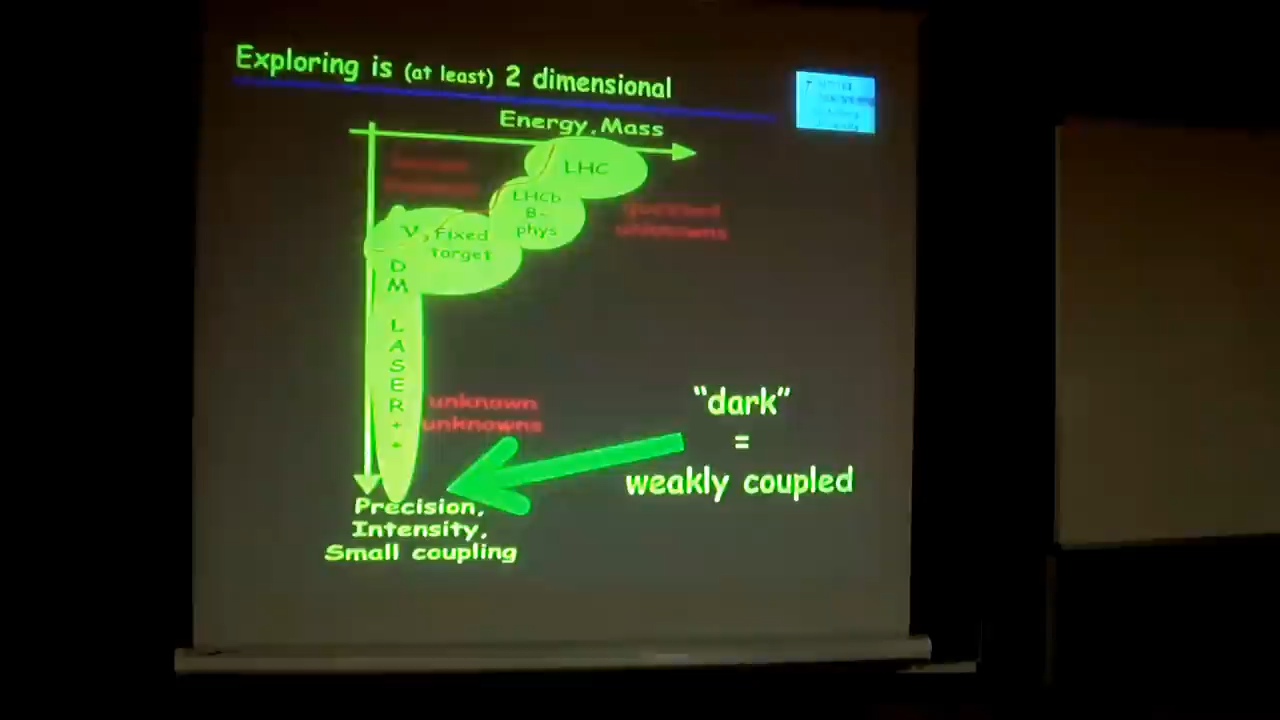 Exploring is (at least) 2 dimensional
Energy, Mass
LHC
LHCb
B-
phys
unknowns
ν, Fixed
Target
DM LASER++
unknown
unknowns
"dark"
=
weakly coupled
Precision,
Intensity,
Small coupling